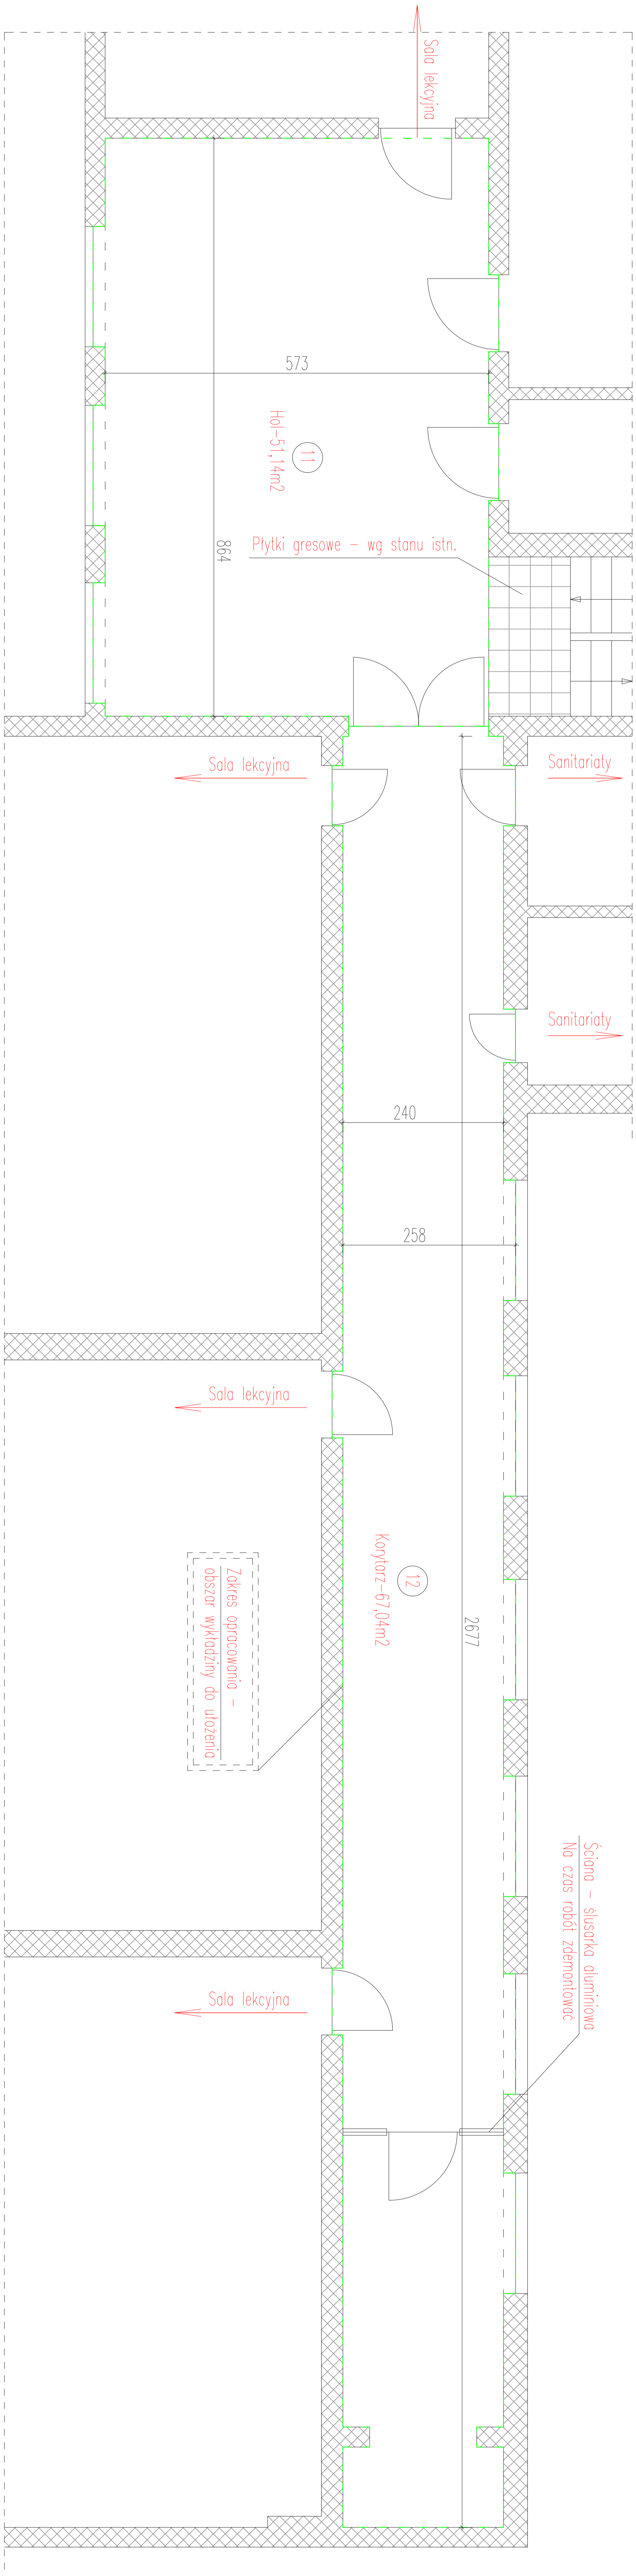 Sala lekcyjna
573
11
Hol-51,14m2
864
Płytki gresowe - wg stanu istn.
Sala lekcyjna
Sanitariaty
Sanitariaty
240
258
Sala lekcyjna
12
Korytarz-67,04m2
2677
Zakres opracowania -
obszar wykładziny do ułożenia
Ściana - ślusarka aluminiowa
Na czas robót zdemontować
Sala lekcyjna